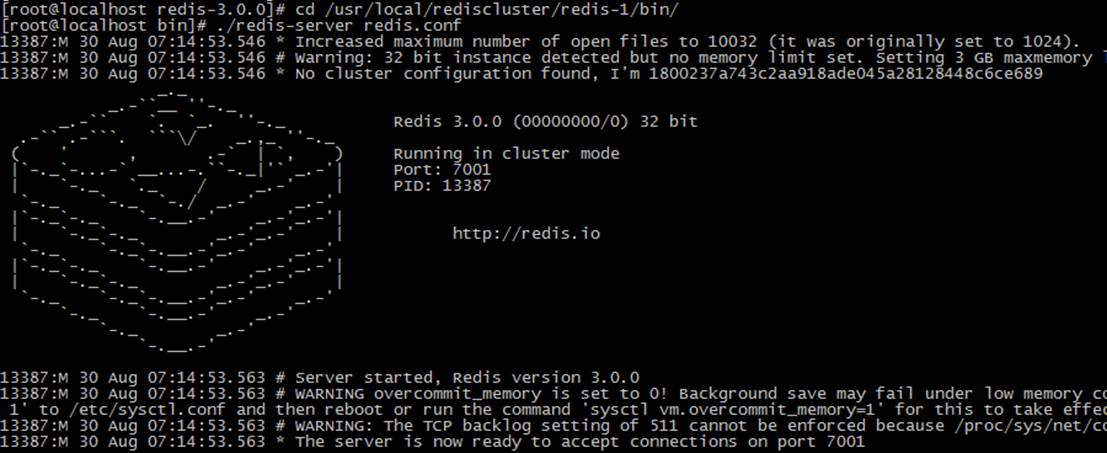 [root@localhost redis-3.0.0]# cd /usr/local/rediscluster/redis-1/bin/
[root@localhost bin]# ./redis-server redis.conf
13387:M 30 Aug 07:14:53.546 * Increased maximum number of open files to 10032 (it was originally set to 1024).
13387:M 30 Aug 07:14:53.546 # Warning: 32 bit instance detected but no memory limit set. Setting 3 GB maxmemory
13387:M 30 Aug 07:14:53.546 * No cluster configuration found, I'm 1800237a743c2aa918ade045a28128448c6ce689
Redis 3.0.0 (00000000/0) 32 bit
Running in cluster mode
Port: 7001
PID: 13387
http://redis.io
13387:M 30 Aug 07:14:53.563 # Server started, Redis version 3.0.0
13387:M 30 Aug 07:14:53.563 # WARNING overcommit_memory is set to 0! Background save may fail under low memory co
1' to /etc/sysctl.conf and then reboot or run the command 'sysctl vm.overcommit_memory=1' for this to take effec
13387:M 30 Aug 07:14:53.563 # WARNING: The TCP backlog setting of 511 cannot be enforced because /proc/sys/net/co
13387:M 30 Aug 07:14:53.563 * The server is now ready to accept connections on port 7001